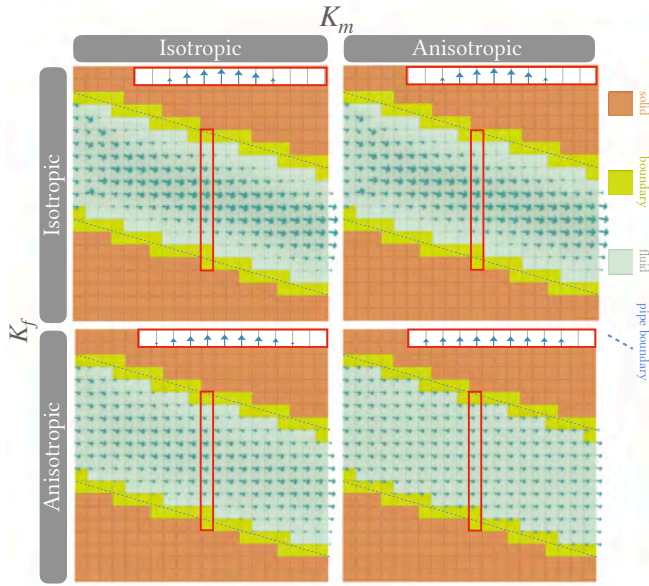 K_m
Isotropic
Anisotropic
K_f
Isotropic
Anisotropic
solid
boundary
fluid
pipe boundary